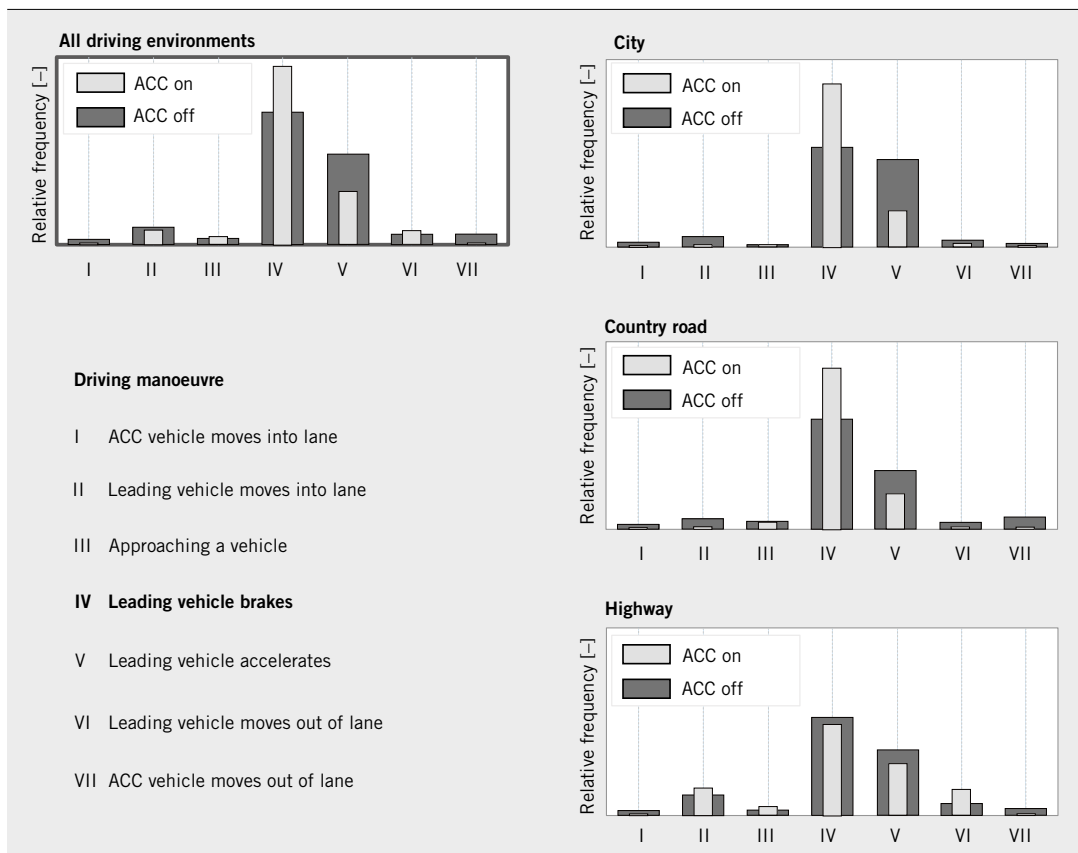 All driving environments
Relative frequency [–]
ACC on
ACC off
I II III IV V VI VII
Driving manoeuvre
I ACC vehicle moves into lane
II Leading vehicle moves into lane
III Approaching a vehicle
IV Leading vehicle brakes
V Leading vehicle accelerates
VI Leading vehicle moves out of lane
VII ACC vehicle moves out of lane
City
Relative frequency [–]
ACC on
ACC off
I II III IV V VI VII
Country road
Relative frequency [–]
ACC on
ACC off
I II III IV V VI VII
Highway
Relative frequency [–]
ACC on
ACC off
I II III IV V VI VII